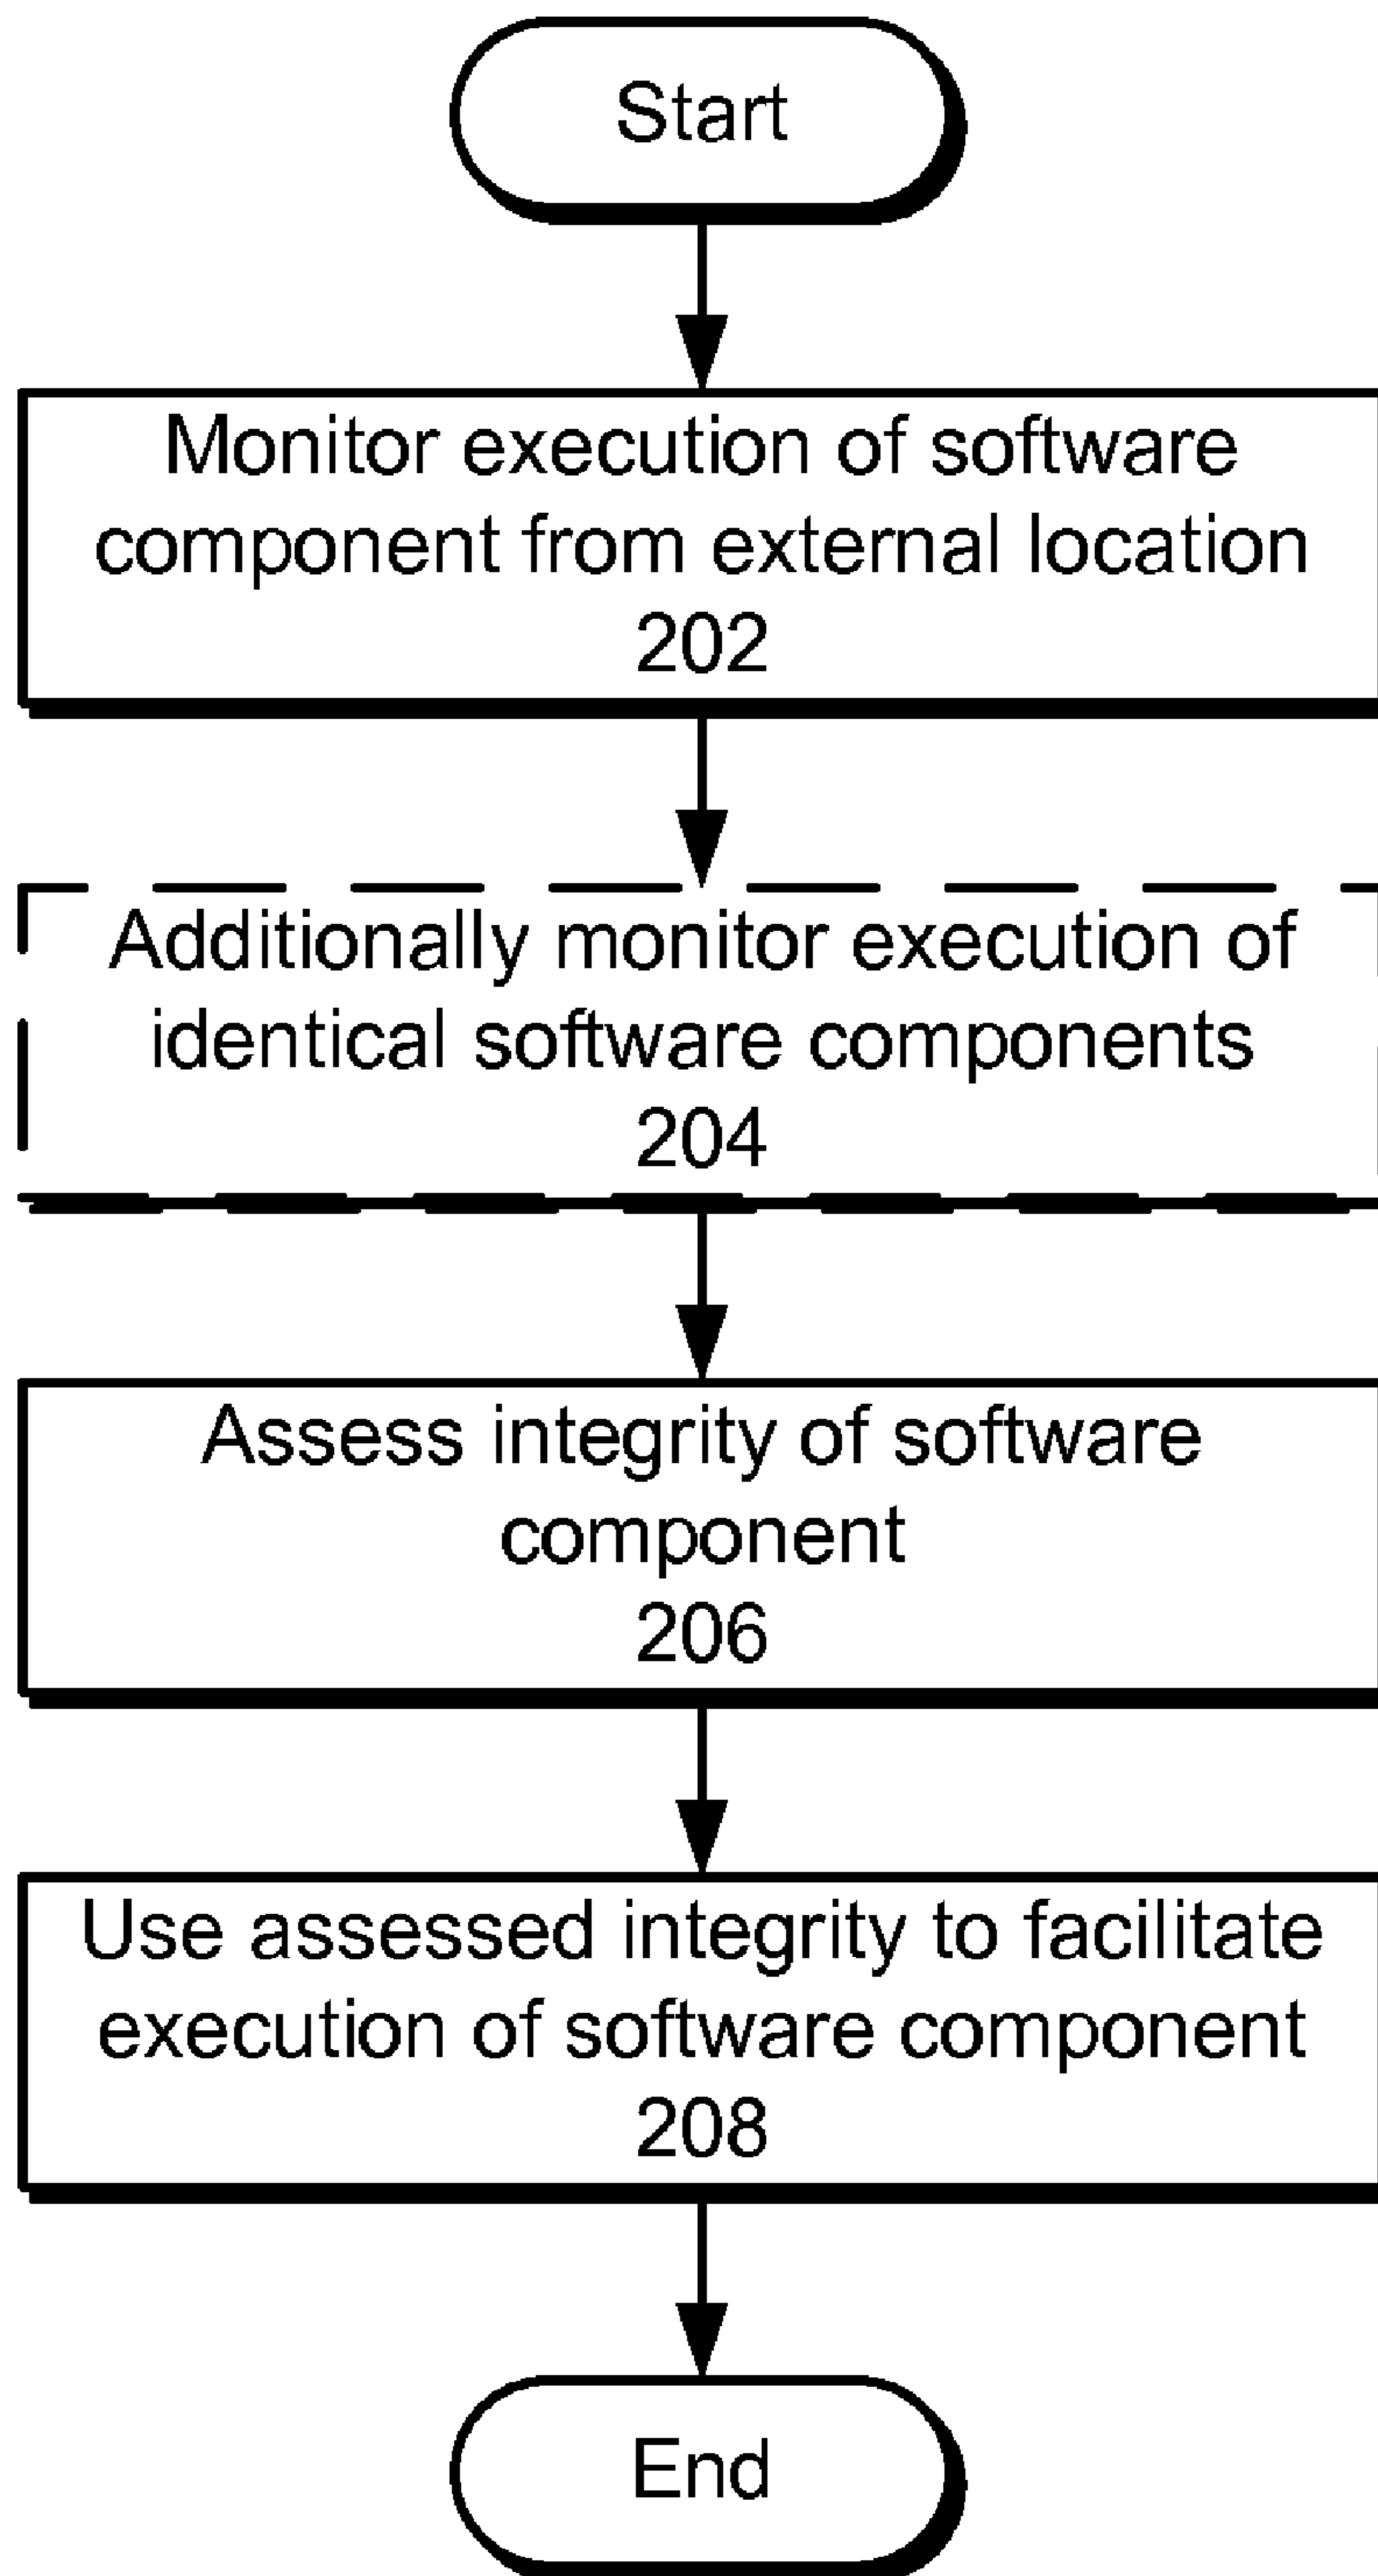 Start
Monitor execution of software
component from external location
202
Additionally monitor execution of
identical software components
204
Assess integrity of software
component
206
Use assessed integrity to facilitate
execution of software component
208
End